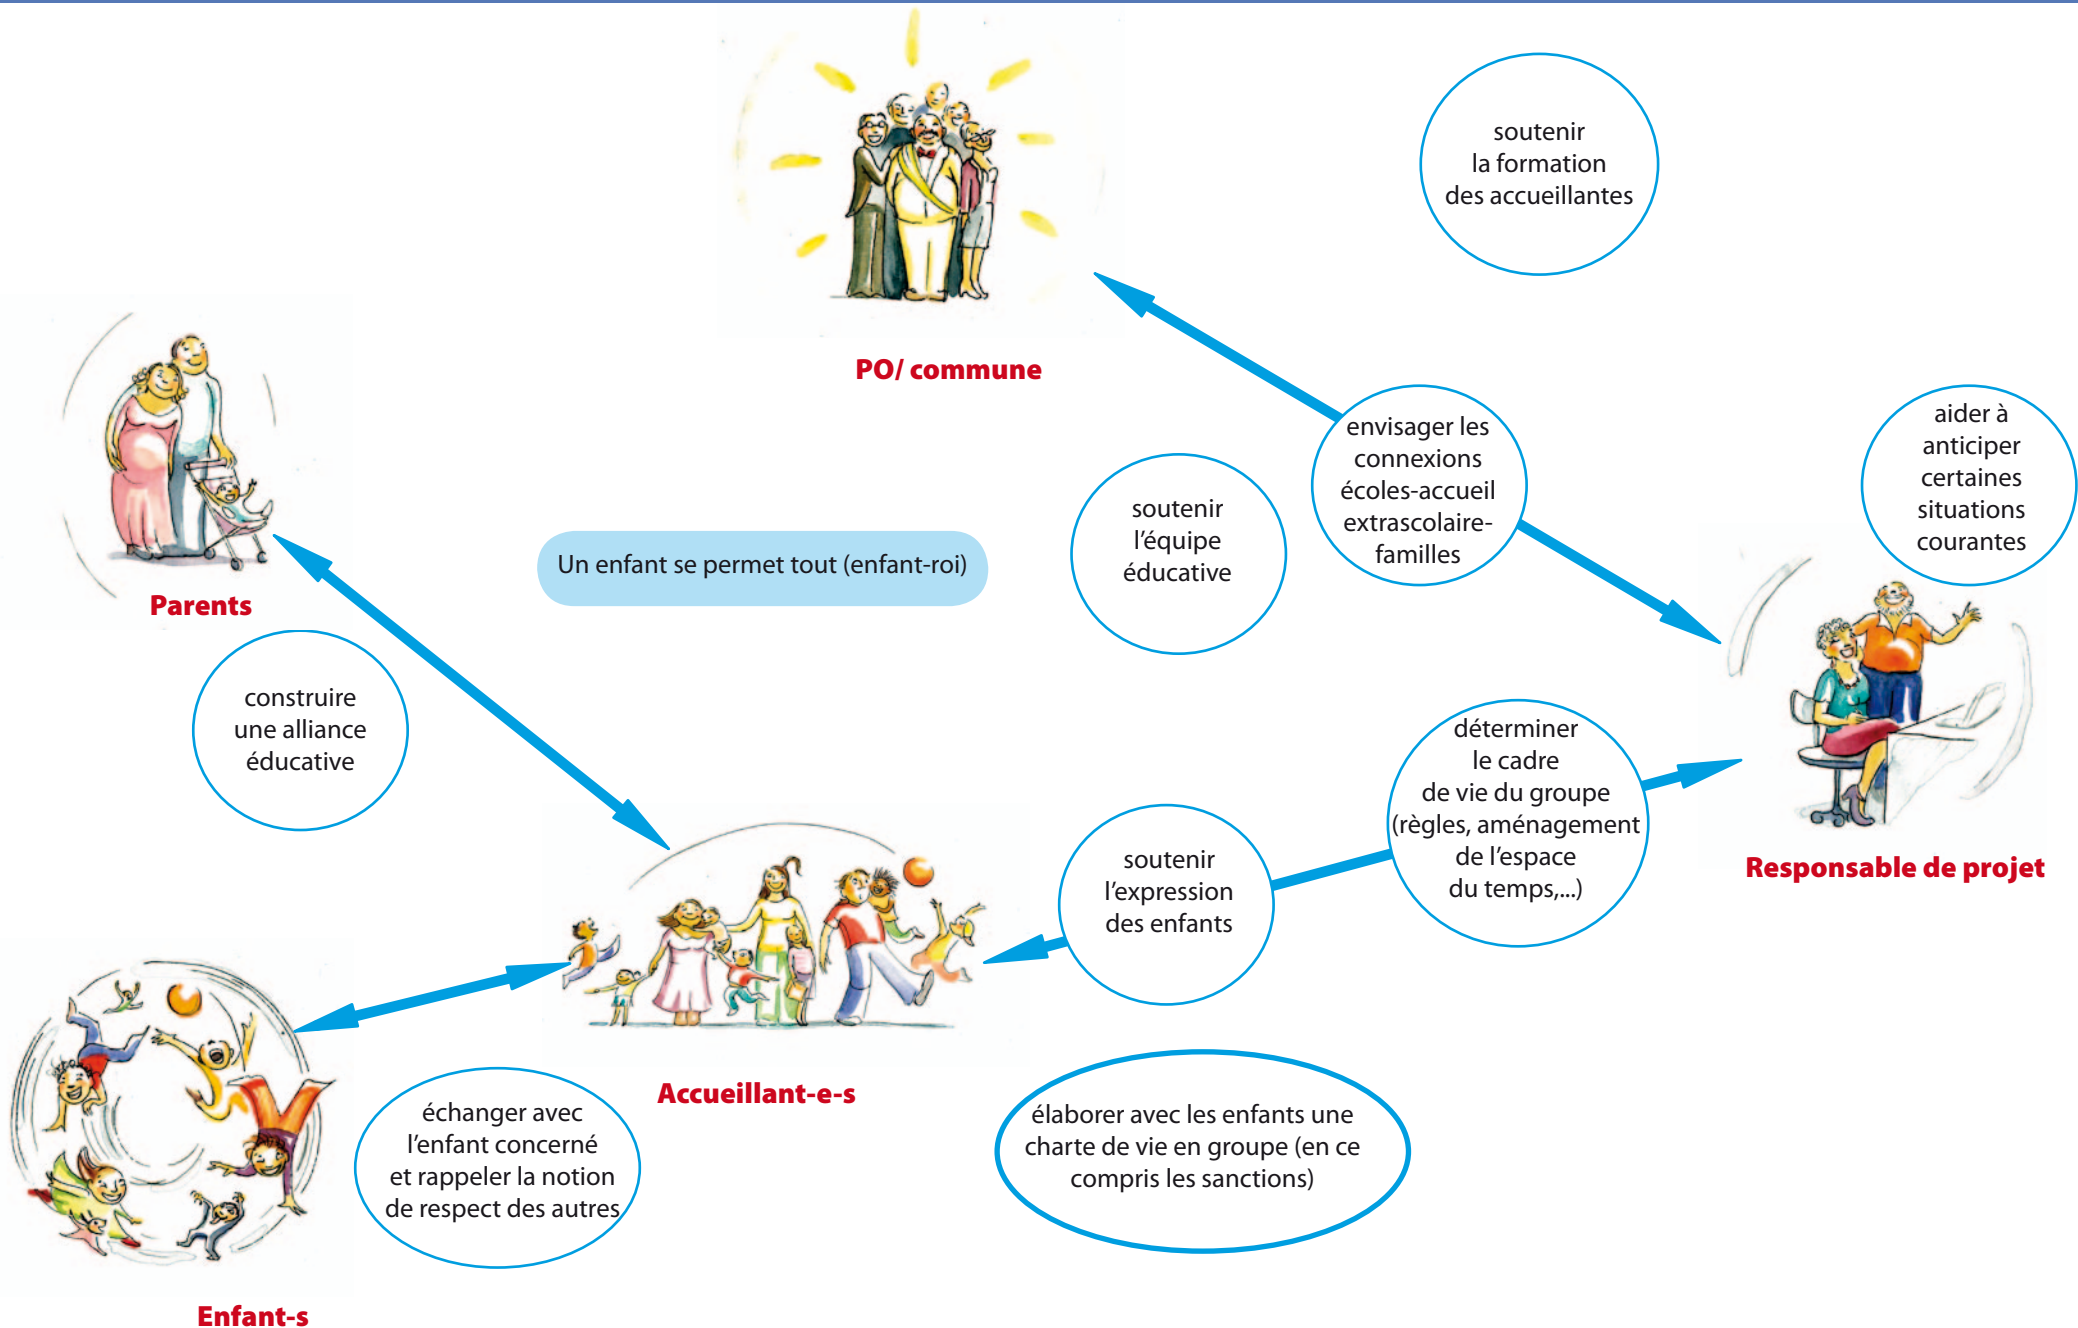 soutenir
la formation
des accueillantes
PO/ commune
envisager les
connexions
écoles-accueil
extrascolaire-
familles
aider à
anticiper
certaines
situations
courantes
soutenir
l'équipe
éducative
Un enfant se permet tout (enfant-roi)
Parents
construire
une alliance
éducative
déterminer
le cadre
de vie du groupe
(règles, aménagement
de l'espace
du temps,...)
Responsable de projet
soutenir
l'expression
des enfants
Accueillant-e-s
échanger avec
l'enfant concerné
et rappeler la notion
de respect des autres
élaborer avec les enfants une
charte de vie en groupe (en ce
compris les sanctions)
Enfant-s